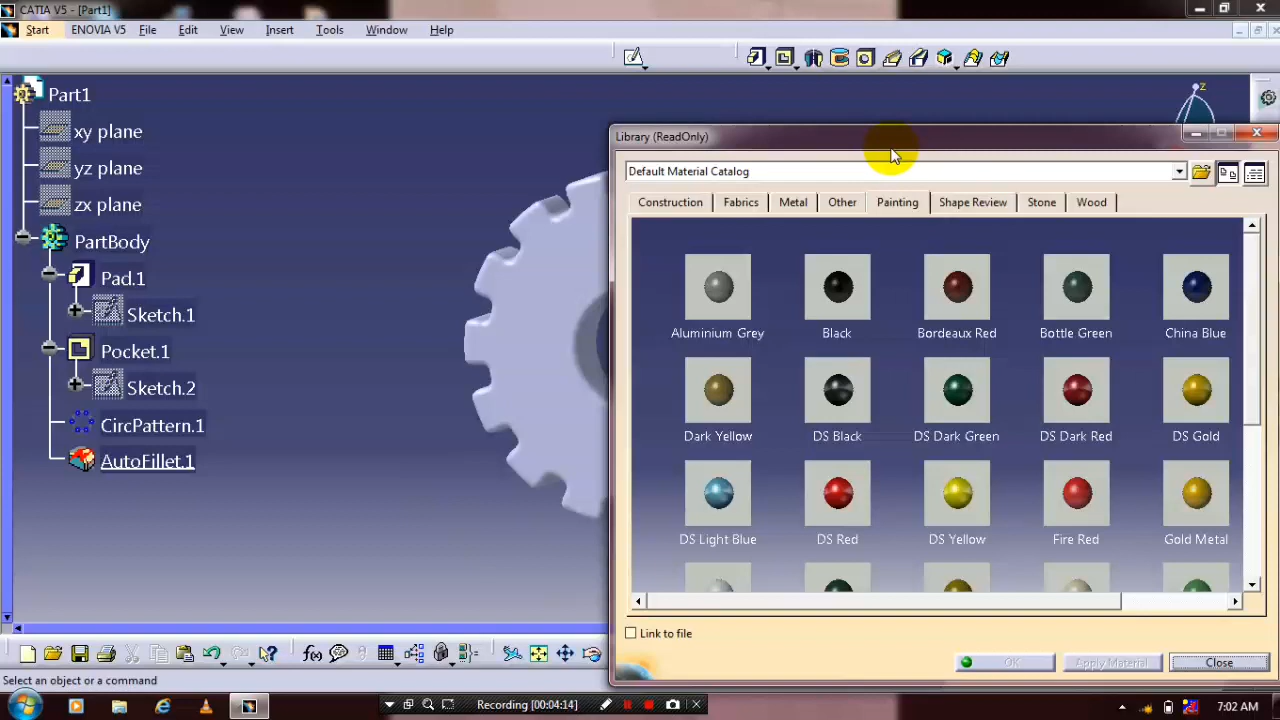 CATIA V5 - [Part1]
Start ENOVIA V5 File Edit View Insert Tools Window Help
Part1
xy plane
yz plane
zx plane
PartBody
Pad.1
Sketch.1
Pocket.1
Sketch.2
CircPattern.1
AutoFillet.1
z
Library (ReadOnly)
Default Material Catalog
Construction Fabrics Metal Other Painting Shape Review Stone Wood
Aluminium Grey Black Bordeaux Red Bottle Green China Blue
Dark Yellow DS Black DS Dark Green DS Dark Red DS Gold
DS Light Blue DS Red DS Yellow Fire Red Gold Metal
Link to file
OK Apply Material Close
f(x)
Select an object or a command
Recording [00:04:14]
7:02 AM